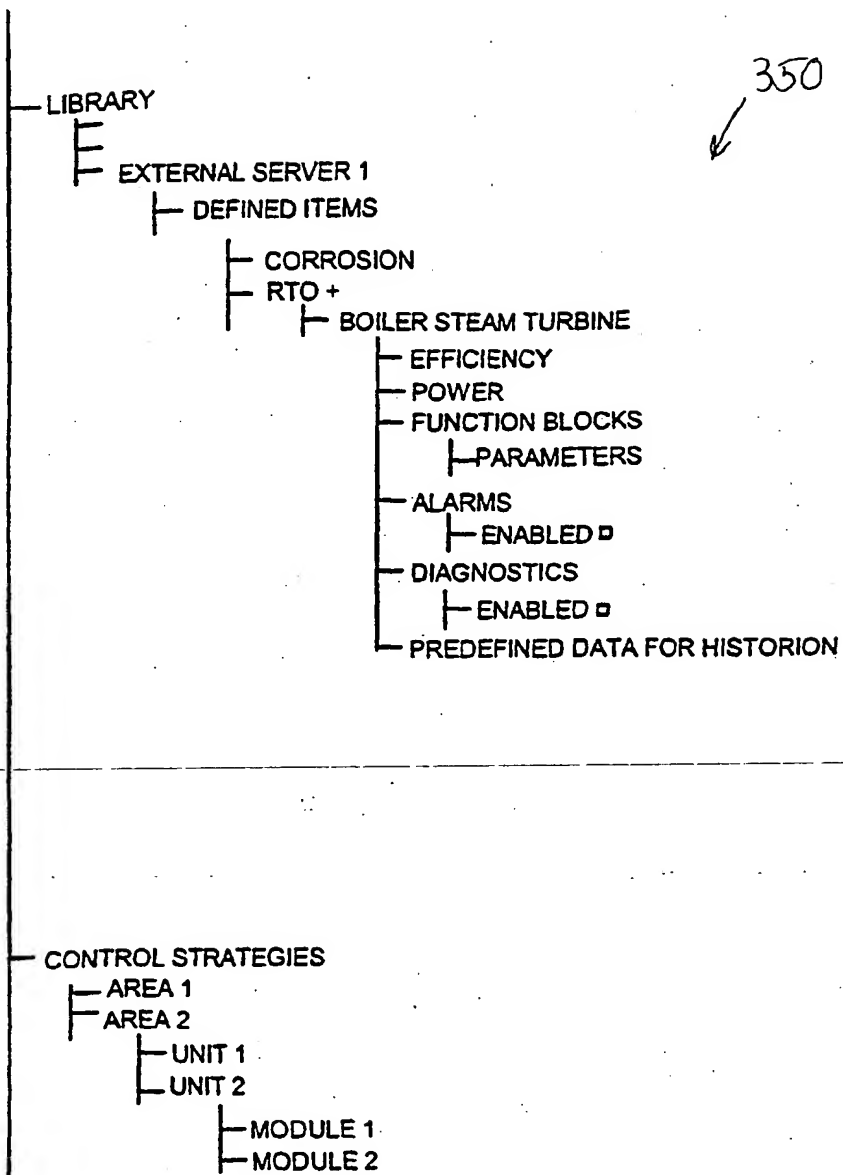 350
LIBRARY
EXTERNAL SERVER 1
DEFINED ITEMS
CORROSION
RTO +
BOILER STEAM TURBINE
EFFICIENCY
POWER
FUNCTION BLOCKS
PARAMETERS
ALARMS
ENABLED
DIAGNOSTICS
ENABLED
PREDEFINED DATA FOR HISTORION
CONTROL STRATEGIES
AREA 1
AREA 2
UNIT 1
UNIT 2
MODULE 1
MODULE 2